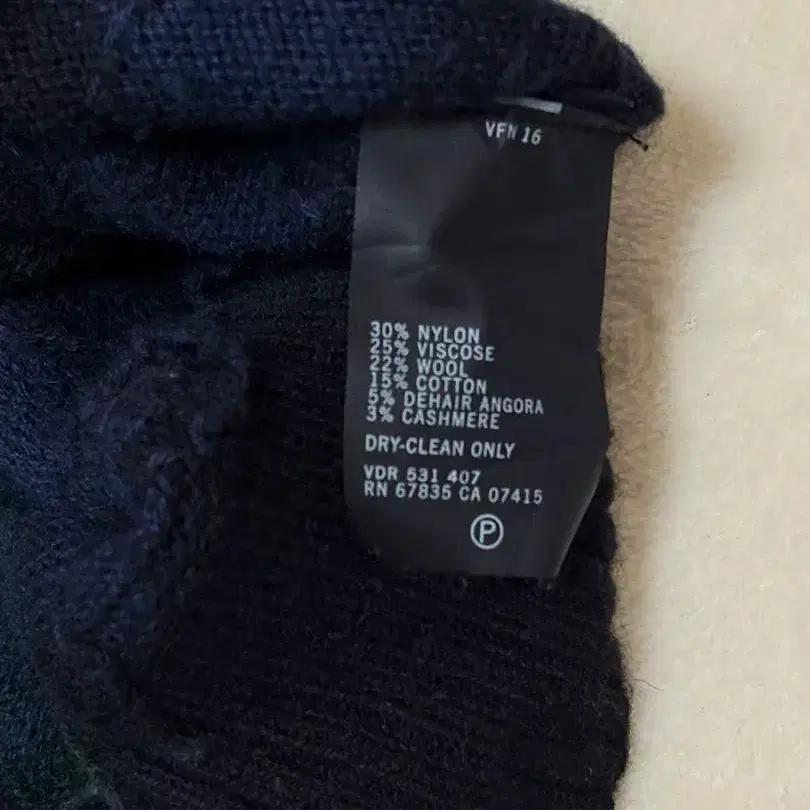 VFN 16
30% NYLON
25% VISCOSE
22% WOOL
15% COTTON
5% DEHAIR ANGORA
3% CASHMERE
DRY-CLEAN ONLY
VDR 531 407
RN 67835 CA 07415
P